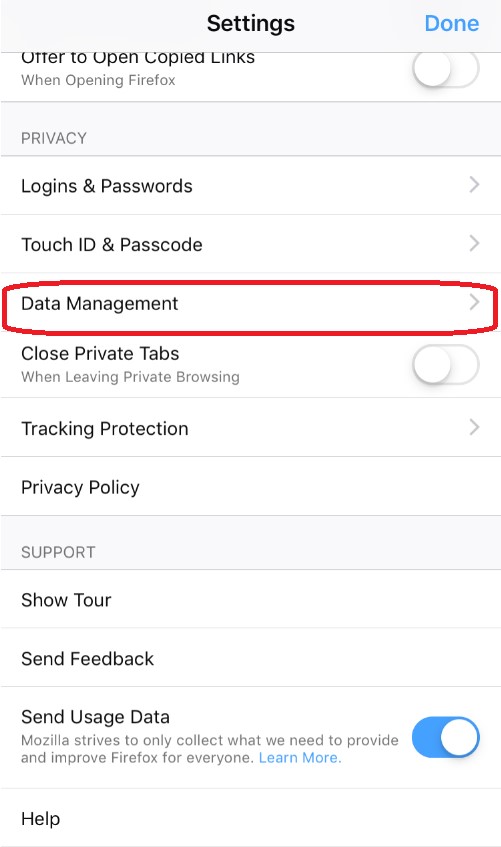 Settings
Done
Offer to Open Copied Links
When Opening Firefox
PRIVACY
Logins & Passwords
Touch ID & Passcode
Data Management
Close Private Tabs
When Leaving Private Browsing
Tracking Protection
Privacy Policy
SUPPORT
Show Tour
Send Feedback
Send Usage Data
Mozilla strives to only collect what we need to provide
and improve Firefox for everyone. Learn More.
Help